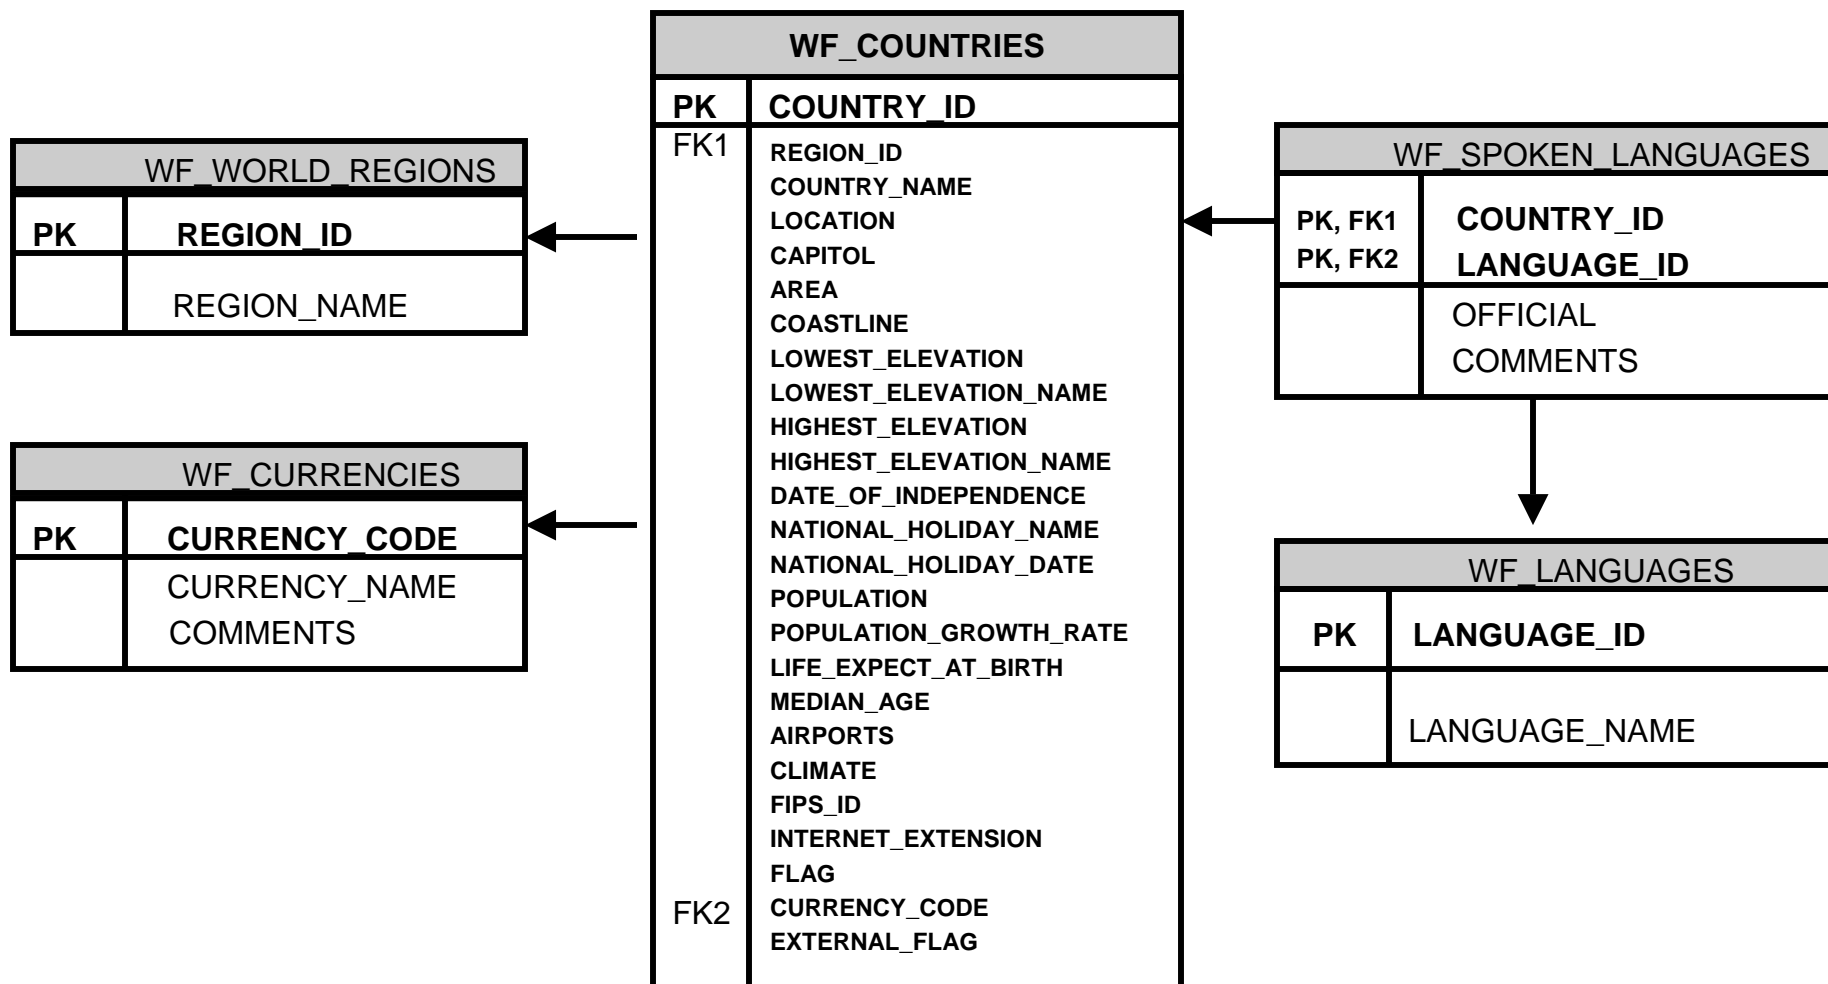 WF_COUNTRIES
PK COUNTRY_ID
FK1 REGION_ID
COUNTRY_NAME
LOCATION
CAPITOL
AREA
COASTLINE
LOWEST_ELEVATION
LOWEST_ELEVATION_NAME
HIGHEST_ELEVATION
HIGHEST_ELEVATION_NAME
DATE_OF_INDEPENDENCE
NATIONAL_HOLIDAY_NAME
NATIONAL_HOLIDAY_DATE
POPULATION
POPULATION_GROWTH_RATE
LIFE_EXPECT_AT_BIRTH
MEDIAN_AGE
AIRPORTS
CLIMATE
FIPS_ID
INTERNET_EXTENSION
FLAG
FK2 CURRENCY_CODE
EXTERNAL_FLAG
WF_WORLD_REGIONS
PK REGION_ID
REGION_NAME
WF_CURRENCIES
PK CURRENCY_CODE
CURRENCY_NAME
COMMENTS
WF_SPOKEN_LANGUAGES
PK, FK1 COUNTRY_ID
PK, FK2 LANGUAGE_ID
OFFICIAL
COMMENTS
WF_LANGUAGES
PK LANGUAGE_ID
LANGUAGE_NAME